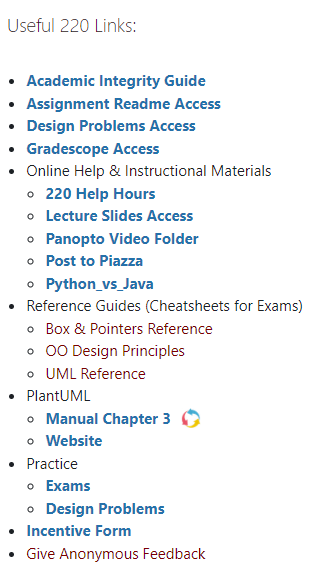 Useful 220 Links:
Academic Integrity Guide
Assignment Readme Access
Design Problems Access
Gradescope Access
Online Help & Instructional Materials
220 Help Hours
Lecture Slides Access
Panopto Video Folder
Post to Piazza
Python_vs_Java
Reference Guides (Cheatsheets for Exams)
Box & Pointers Reference
OO Design Principles
UML Reference
PlantUML
Manual Chapter 3
Website
Practice
Exams
Design Problems
Incentive Form
Give Anonymous Feedback